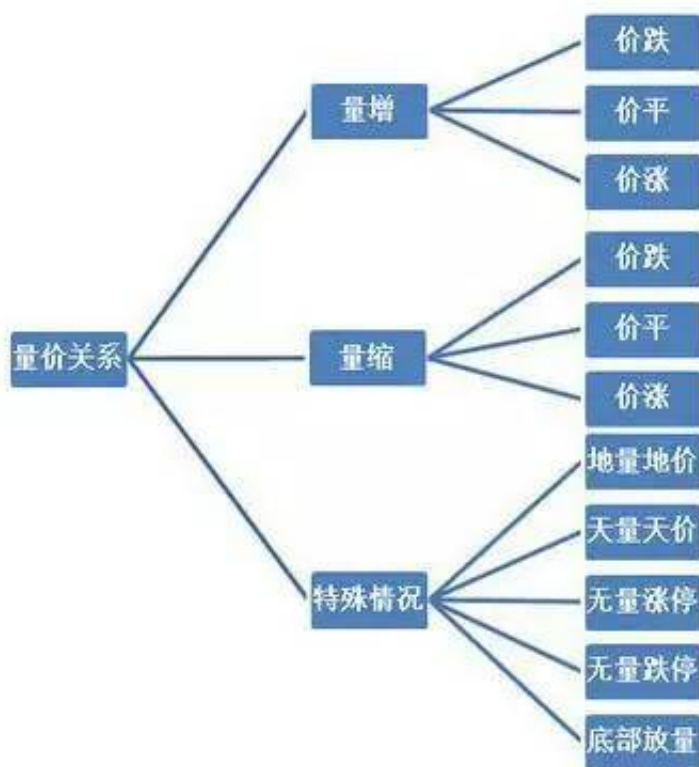 量价关系
量增
价跌
价平
价涨
量缩
价跌
价平
价涨
特殊情况
地量地价
天量天价
无量涨停
无量跌停
底部放量